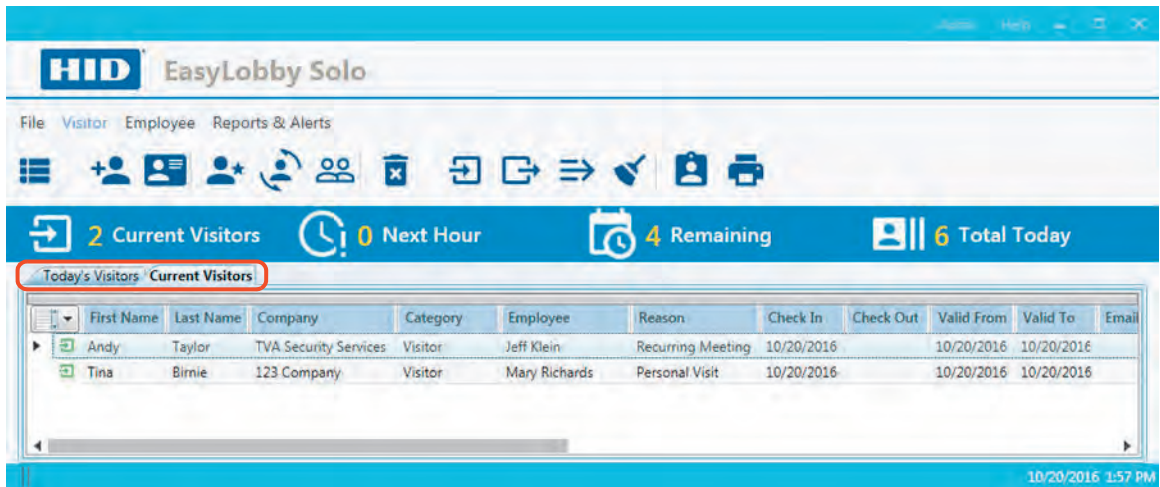 Admin Help
HID EasyLobby Solo
File Visitor Employee Reports & Alerts
2 Current Visitors 0 Next Hour 4 Remaining 6 Total Today
Today's Visitors Current Visitors
First Name Last Name Company Category Employee Reason Check In Check Out Valid From Valid To Email
Andy Taylor TVA Security Services Visitor Jeff Klein Recurring Meeting 10/20/2016 10/20/2016 10/20/2016
Tina Birnie 123 Company Visitor Mary Richards Personal Visit 10/20/2016 10/20/2016 10/20/2016
10/20/2016 1:57 PM